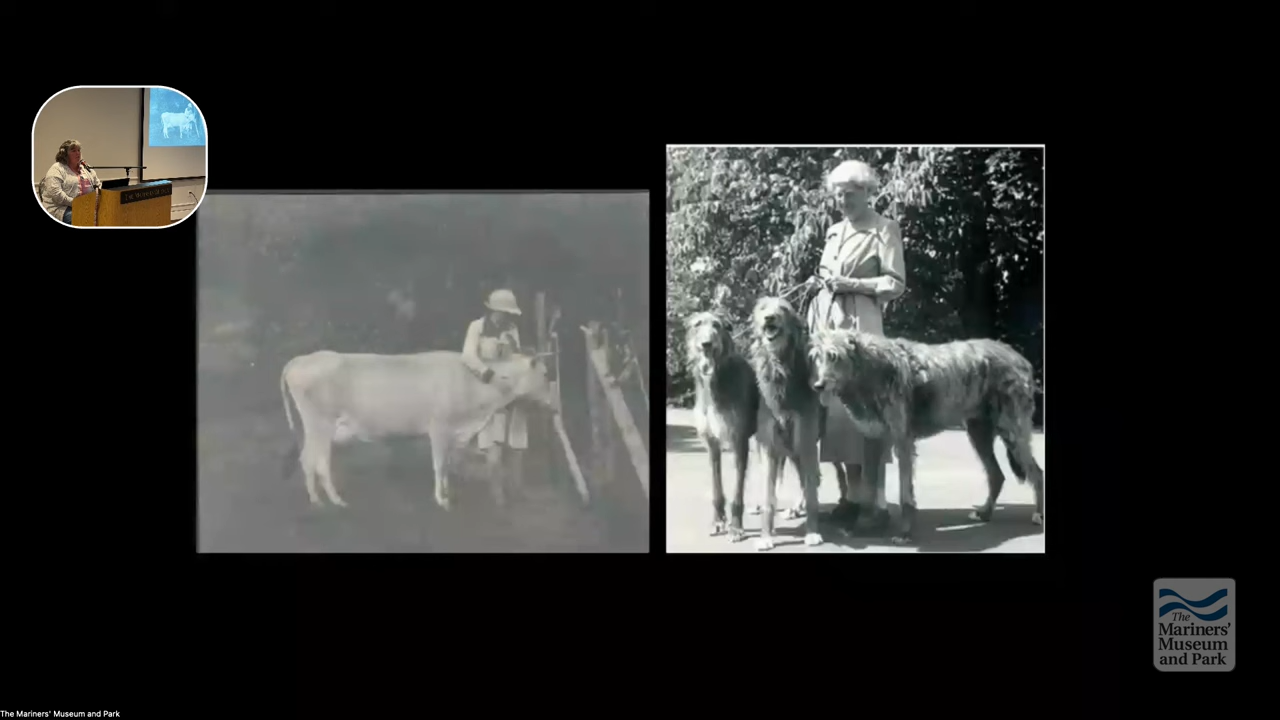 The
Mariners'
Museum
and Park
The Mariners' Museum and Park